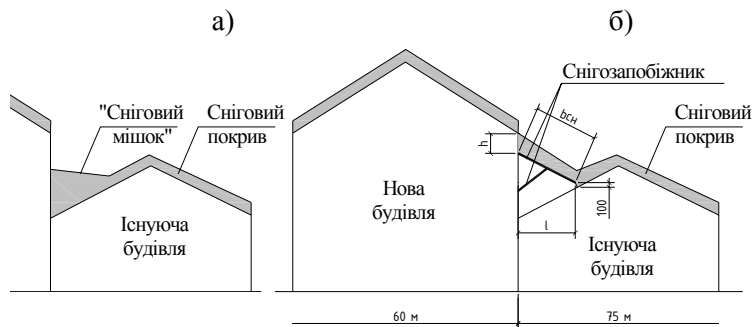 а)
б)
"Сніговий
мішок"
Сніговий
покрив
Існуюча
будівля
Снігозапобіжник
bсн
Сніговий
покрив
h
Нова
будівля
100
l
Існуюча
будівля
60 м
75 м